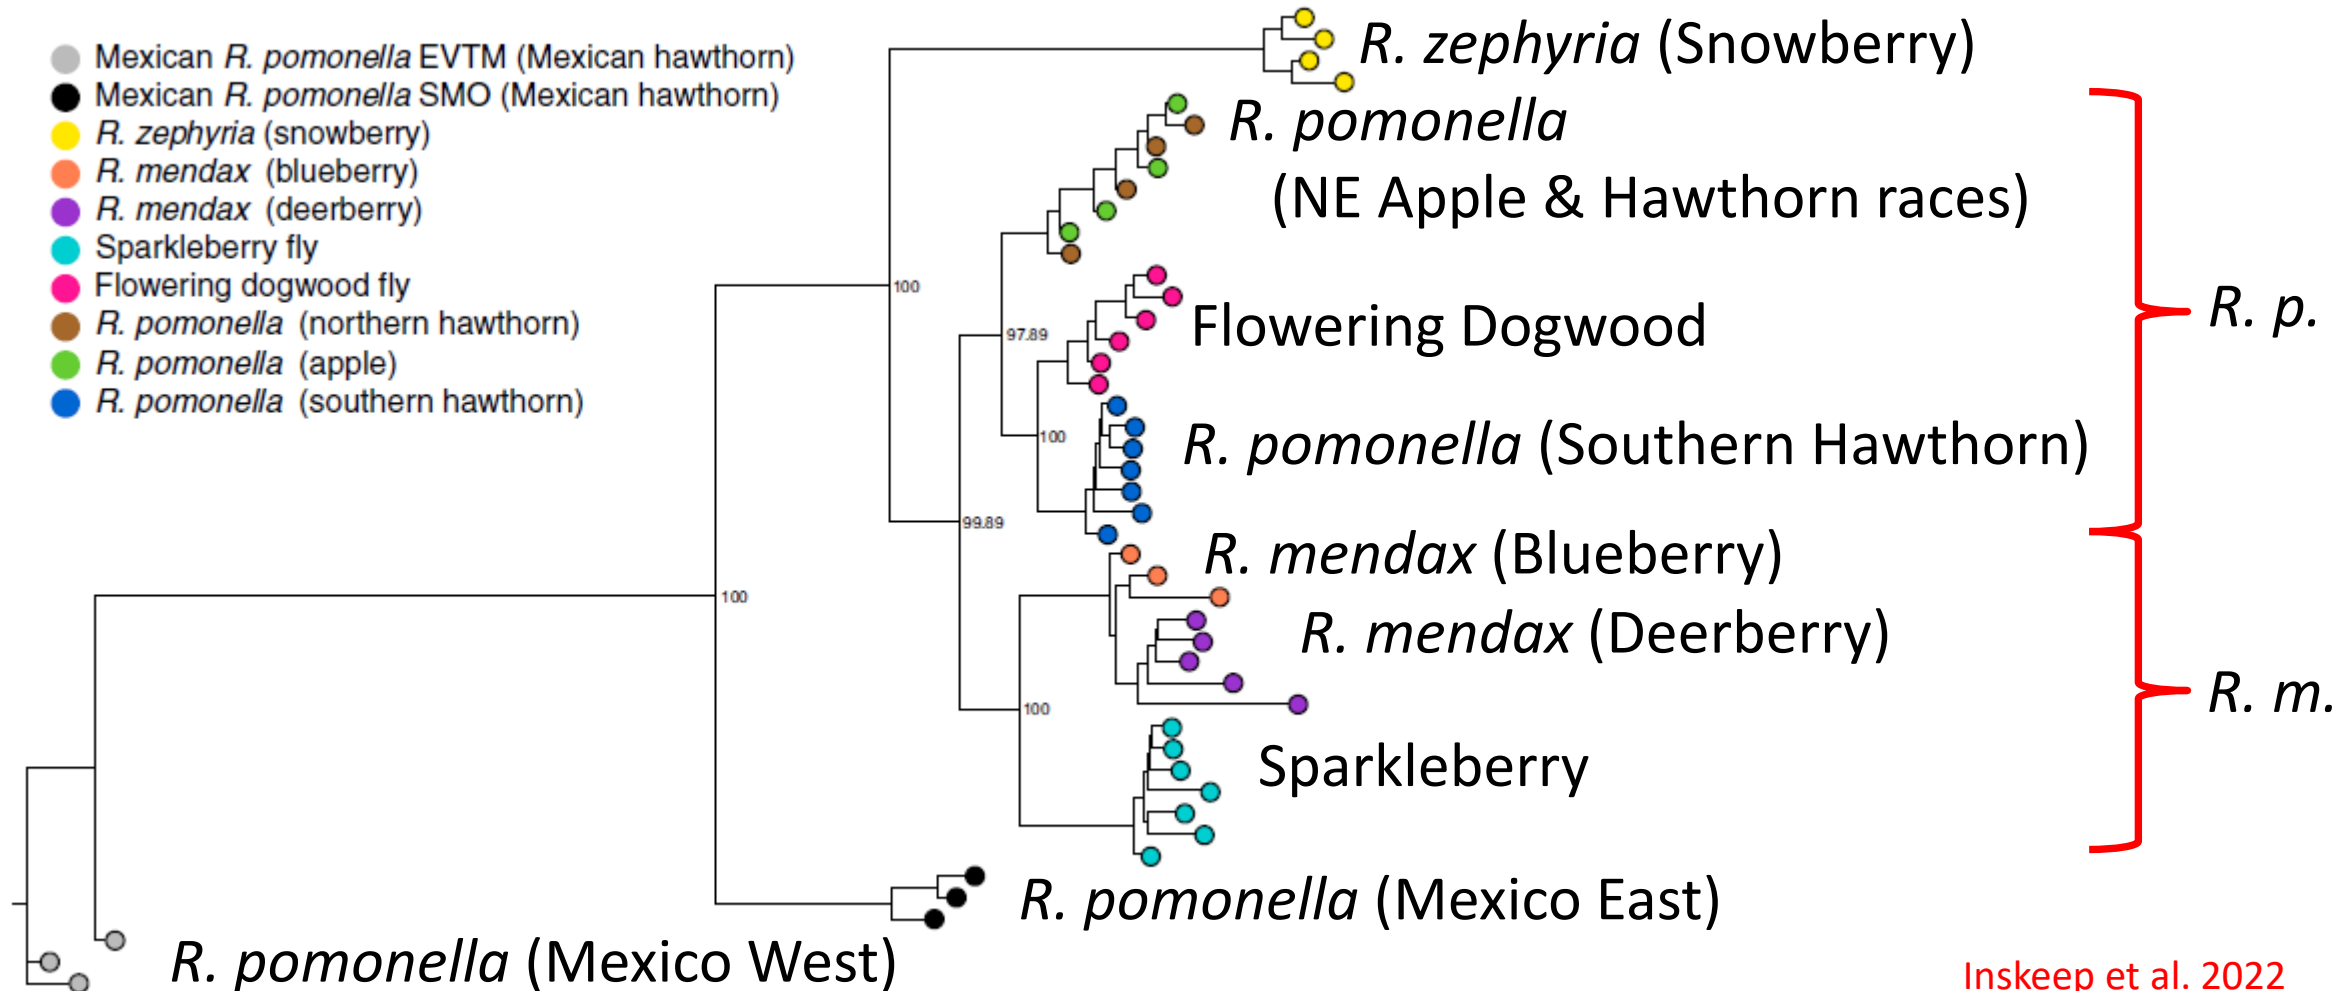 Mexican R. pomonella EVTM (Mexican hawthorn)
Mexican R. pomonella SMO (Mexican hawthorn)
R. zephyria (snowberry)
R. mendax (blueberry)
R. mendax (deerberry)
Sparkleberry fly
Flowering dogwood fly
R. pomonella (northern hawthorn)
R. pomonella (apple)
R. pomonella (southern hawthorn)
R. zephyria (Snowberry)
R. pomonella
(NE Apple & Hawthorn races)
100
R. p.
97.89
Flowering Dogwood
100
R. pomonella (Southern Hawthorn)
99.89
R. mendax (Blueberry)
100
R. mendax (Deerberry)
100
R. m.
Sparkleberry
R. pomonella (Mexico East)
R. pomonella (Mexico West)
Inskeep et al. 2022